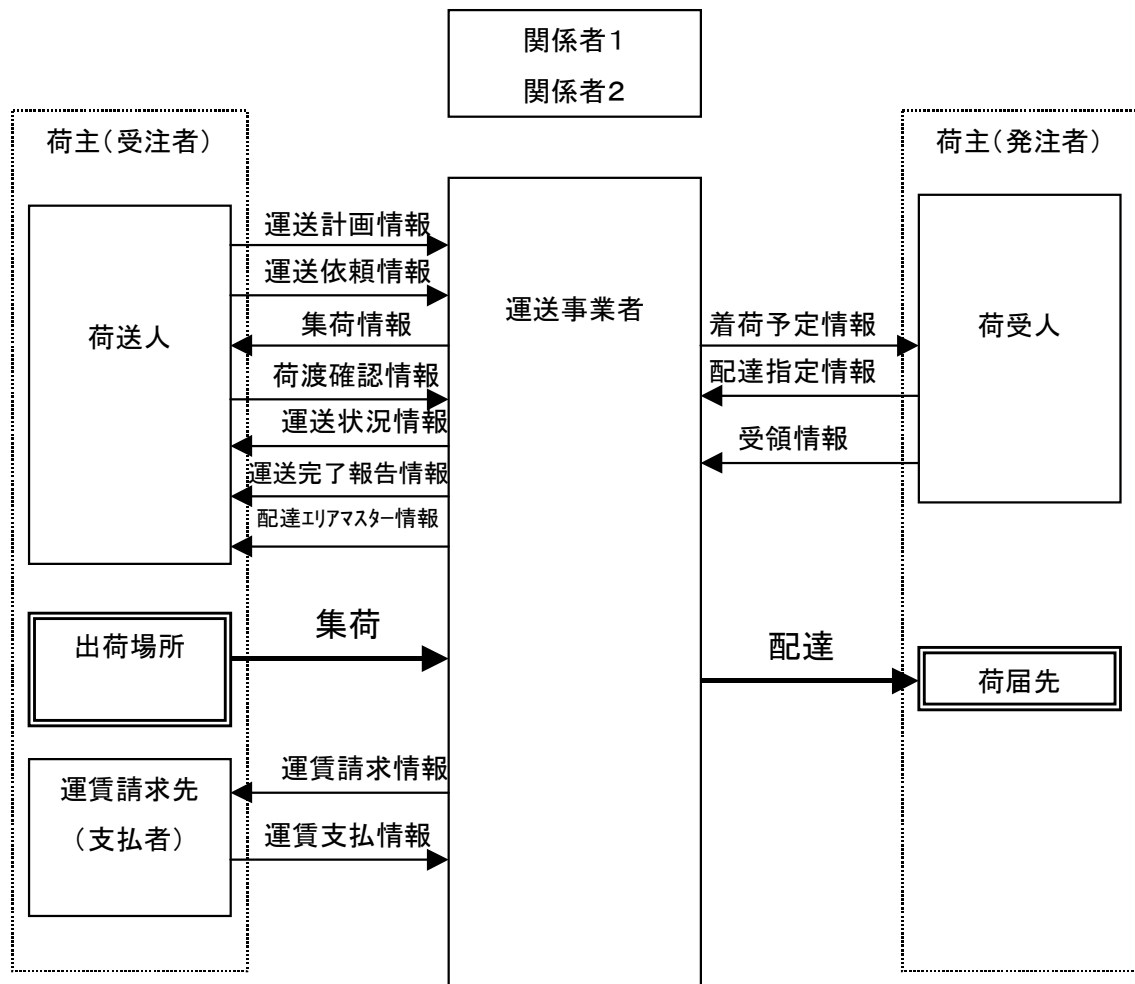 関係者1
関係者2
荷主(受注者)
荷主(発注者)
荷送人
運送計画情報
運送依頼情報
集荷情報
荷渡確認情報
運送状況情報
運送完了報告情報
配達エリアマスター情報
運送事業者
着荷予定情報
配達指定情報
受領情報
荷受人
出荷場所
集荷
配達
荷届先
運賃請求先
(支払者)
運賃請求情報
運賃支払情報